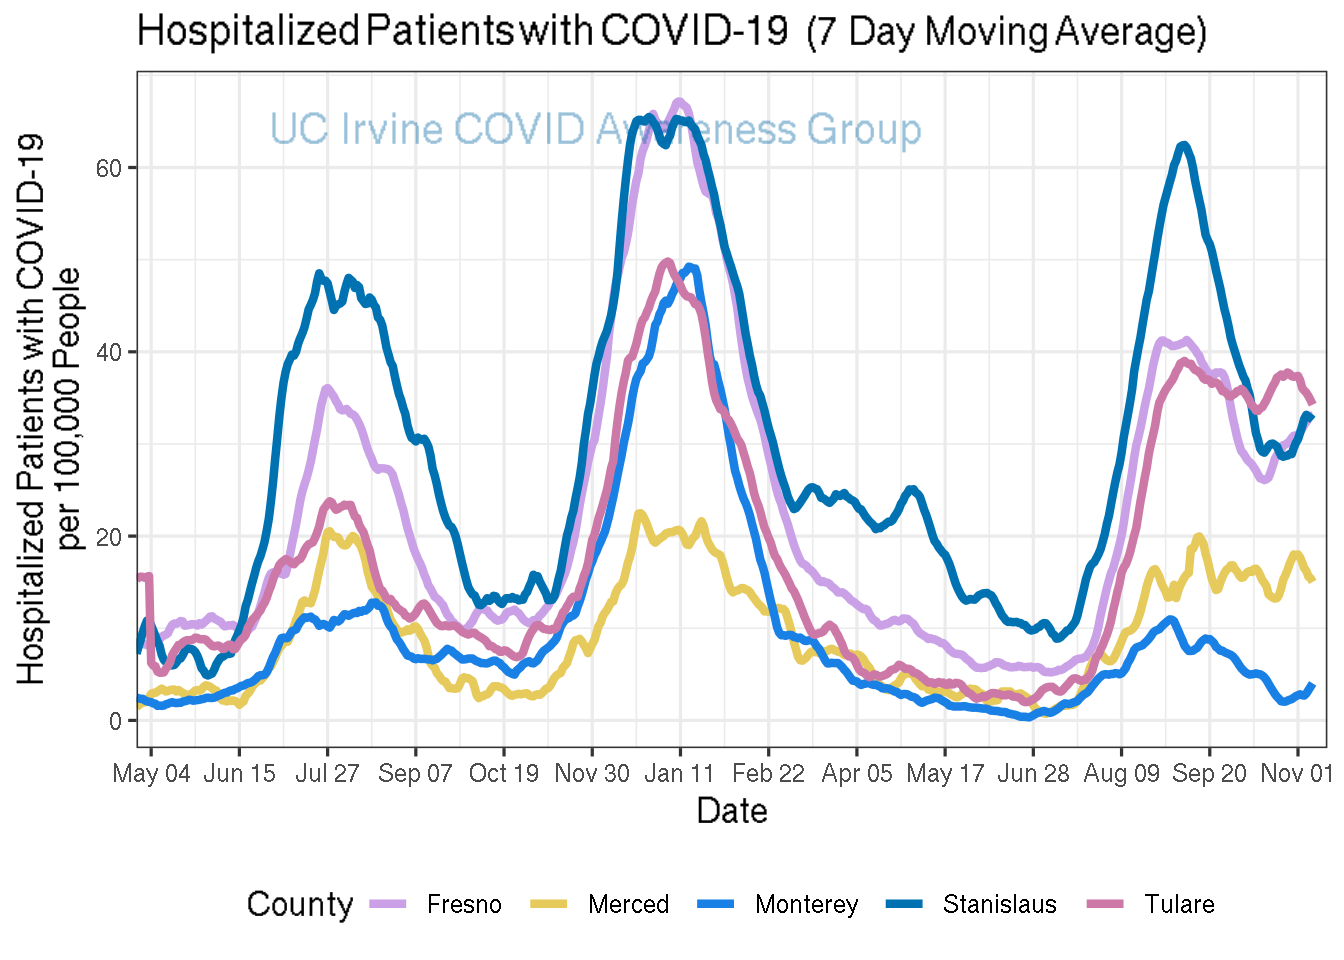 Hospitalized Patients with COVID-19 (7 Day Moving Average)
UC Irvine COVID Awareness Group
Hospitalized Patients with COVID-19
per 100,000 People
60
40
20
0
May 04 Jun 15 Jul 27 Sep 07 Oct 19 Nov 30 Jan 11 Feb 22 Apr 05 May 17 Jun 28 Aug 09 Sep 20 Nov 01
Date
County Fresno Merced Monterey Stanislaus Tulare